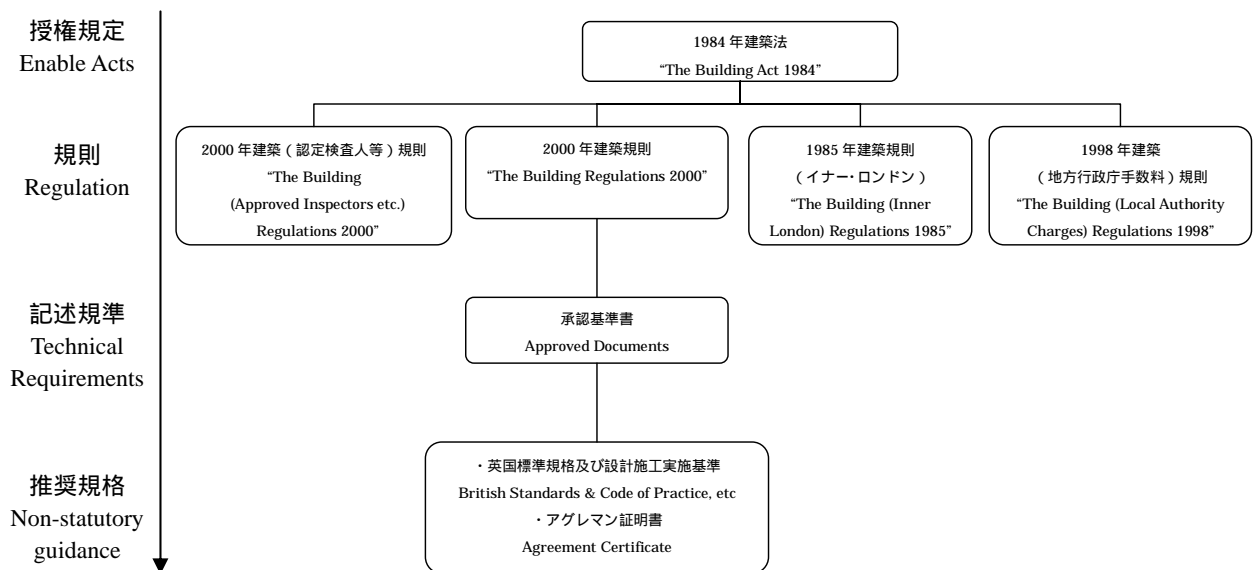 授権規定
Enable Acts
1984 年建築法
“The Building Act 1984”
規則
Regulation
2000 年建築(認定検査人等)規則
“The Building
(Approved Inspectors etc.)
Regulations 2000”
2000 年建築規則
“The Building Regulations 2000”
1985 年建築規則
(イナー・ロンドン)
“The Building (Inner
London) Regulations 1985”
1998 年建築
(地方行政庁手数料)規則
“The Building (Local Authority
Charges) Regulations 1998”
記述規準
Technical
Requirements
承認基準書
Approved Documents
推奨規格
Non-statutory
guidance
・英国標準規格及び設計施工実施基準
British Standards & Code of Practice, etc
・アグレマン証明書
Agreement Certificate